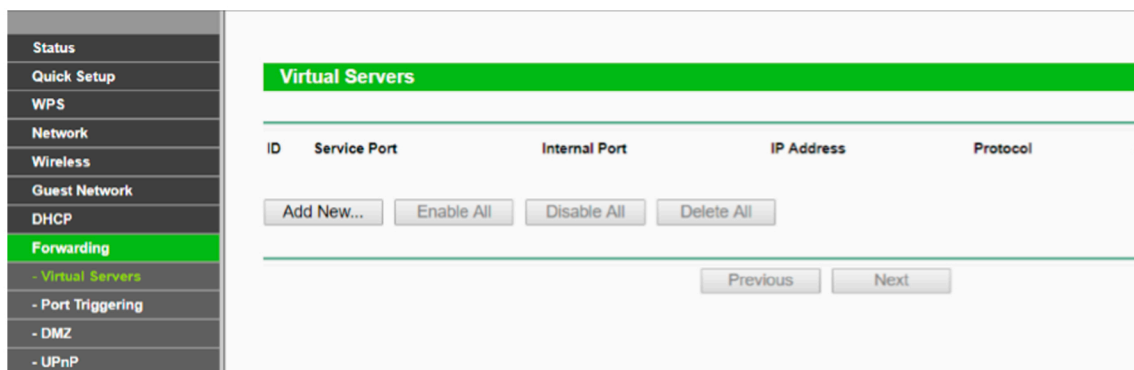 Status
Quick Setup
WPS
Network
Wireless
Guest Network
DHCP
Forwarding
- Virtual Servers
- Port Triggering
- DMZ
- UPnP
Virtual Servers
ID Service Port Internal Port IP Address Protocol
Add New... Enable All Disable All Delete All
Previous Next